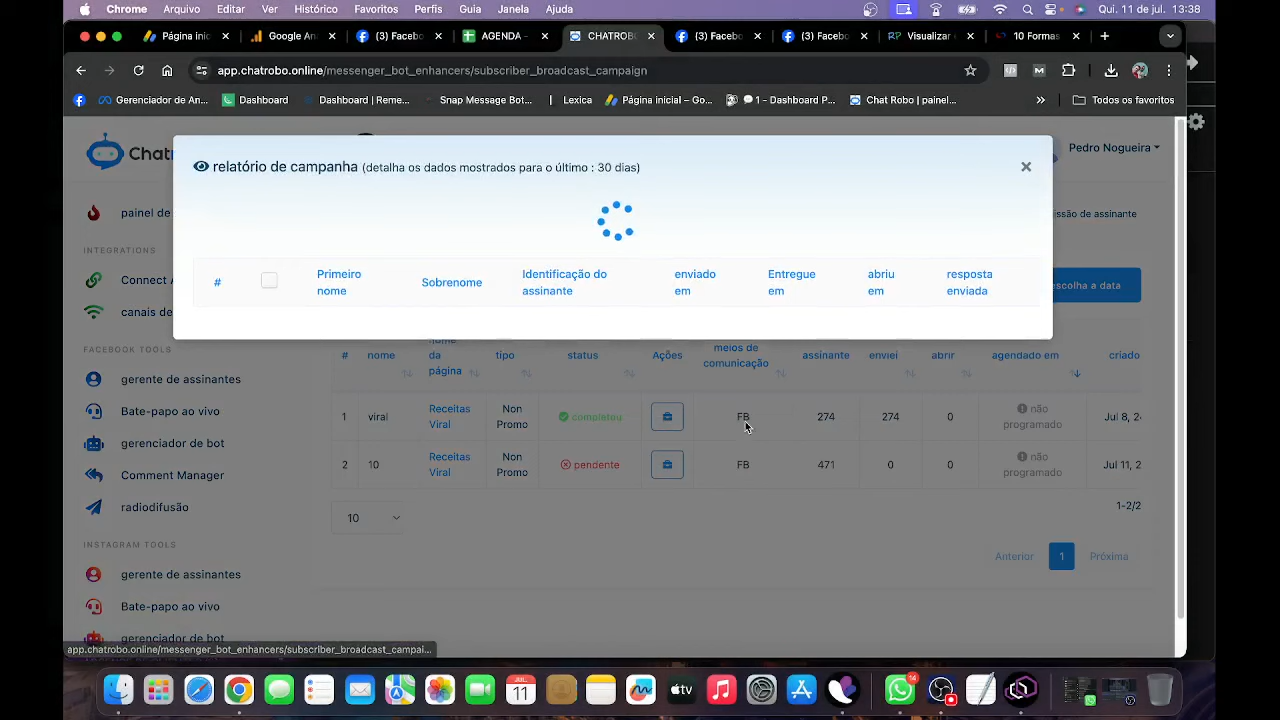 Chrome Arquivo Editar Ver Histórico Favoritos Perfis Guia Janela Ajuda Qui. 11 de jul. 13:38
Página inic Google Ana (3) Facebo AGENDA - CHATROBO (3) Facebo (3) Facebo Visualizar 10 Formas
app.chatrobo.online/messenger_bot_enhancers/subscriber_broadcast_campaign
Gerenciador de An... Dashboard Dashboard | Reme... Snap Message Bot... Lexica Página inicial – Go... 1 - Dashboard P... Chat Robo | painel... » Todos os favoritos
Chat
Pedro Nogueira
relatório de campanha (detalha os dados mostrados para o último : 30 dias)
×
# Primeiro nome Sobrenome Identificação do assinante enviado em Entregue em abriu em resposta enviada
painel de
issão de assinante
INTEGRATIONS
Connect A
scolha a data
canais de
FACEBOOK TOOLS
gerente de assinantes
Bate-papo ao vivo
gerenciador de bot
Comment Manager
radiodifusão
INSTAGRAM TOOLS
gerente de assinantes
Bate-papo ao vivo
gerenciador de bot
# nome nome da página tipo status Ações meios de comunicação assinante enviei abrir agendado em criado
1 viral Receitas Viral Non Promo completou FB 274 274 0 não programado Jul 8, 2
2 10 Receitas Viral Non Promo pendente FB 471 0 0 não programado Jul 11, 2
10
1-2/2
Anterior 1 Próxima
app.chatrobo.online/messenger_bot_enhancers/subscriber_broadcast_campai...
JUL.
11
tv